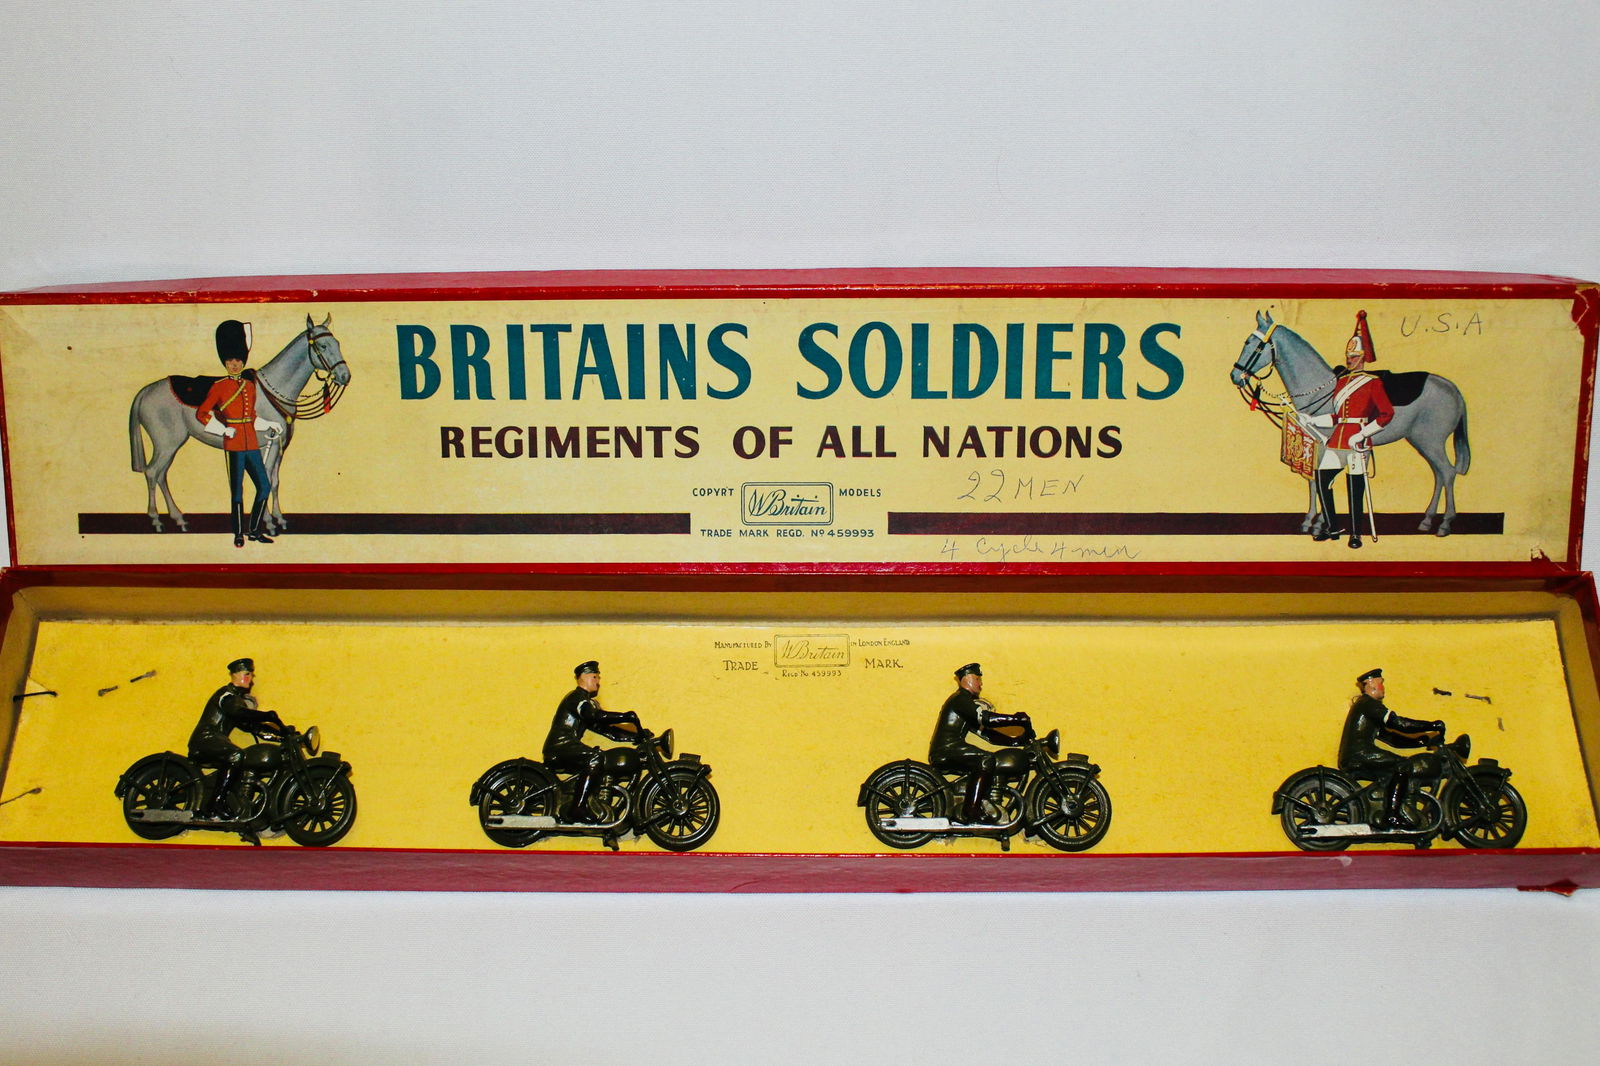 BRITAINS SOLDIERS
U.S.A
REGIMENTS OF ALL NATIONS
22 MEN
COPYR'T W Britain MODELS
TRADE MARK REGD. No 459993
4 Cycle 4 men
MANUFACTURED BY W Britain IN LONDON ENGLAND
TRADE MARK.
REGD No 459993